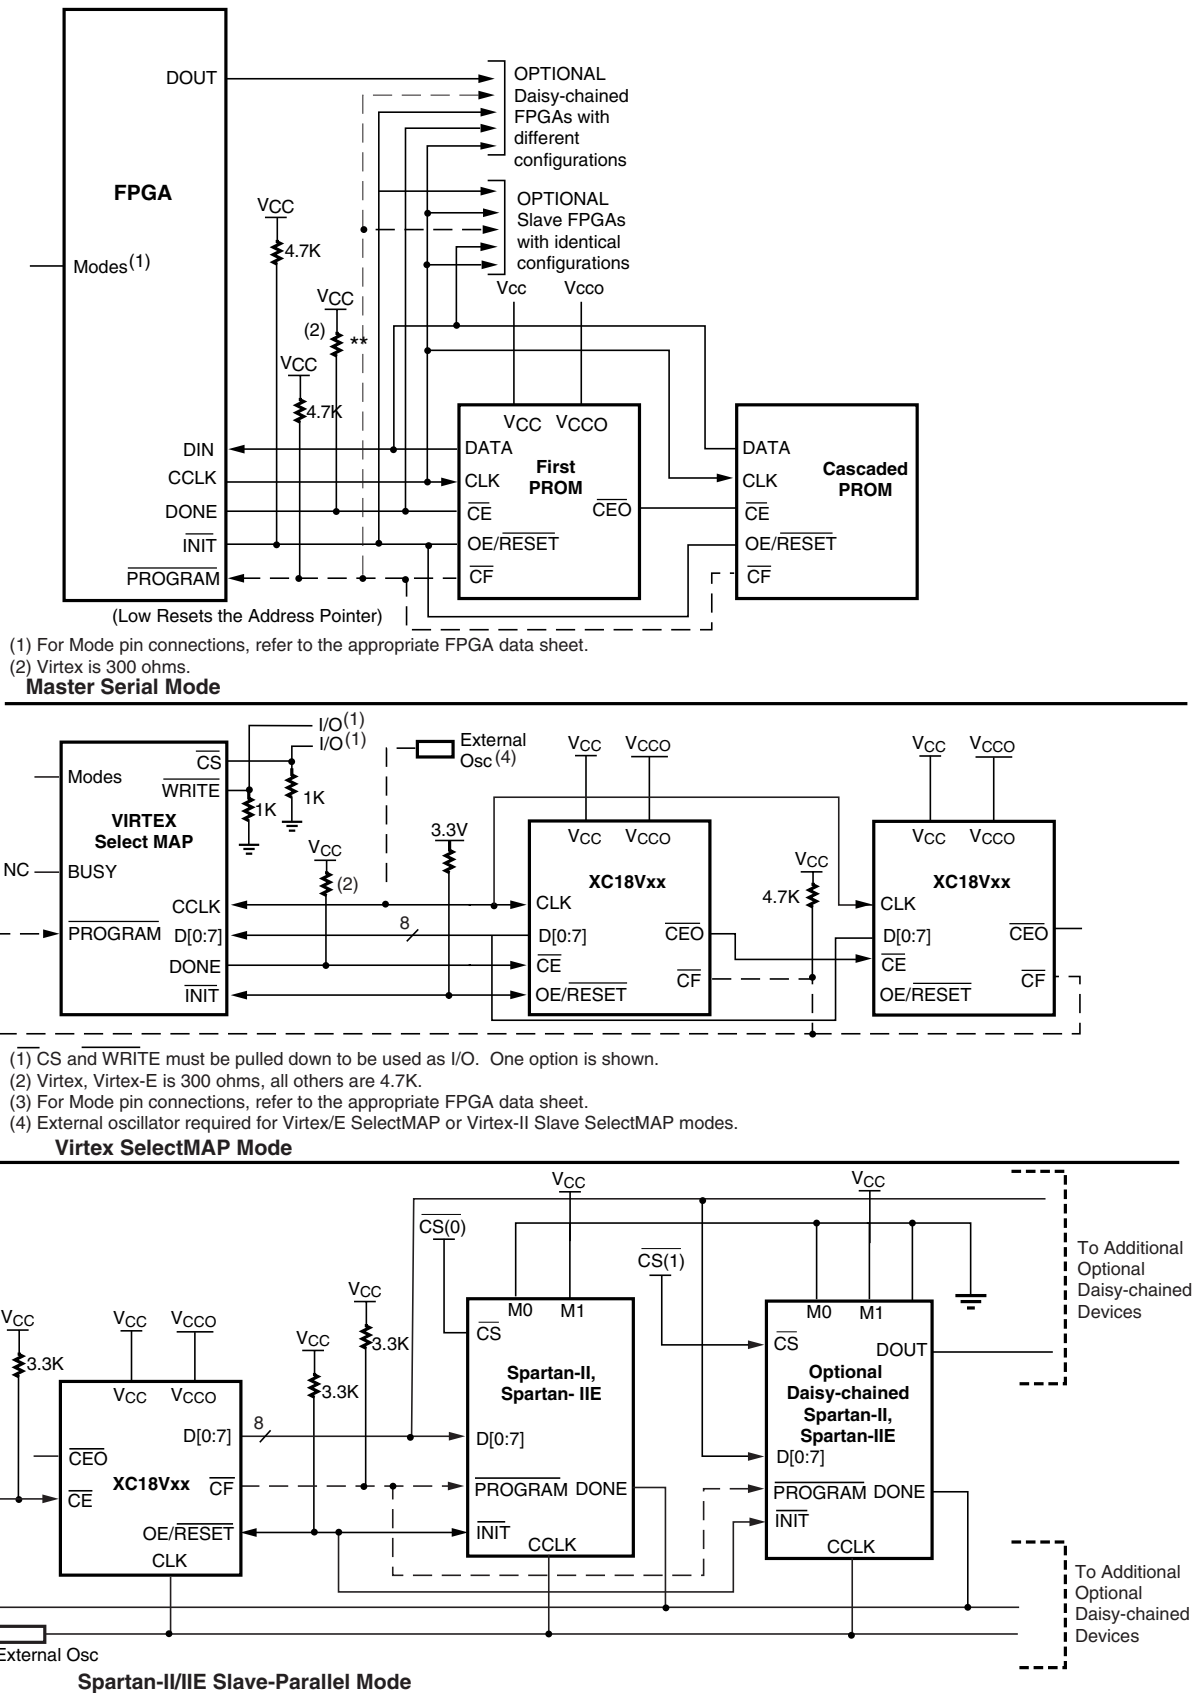 DOUT
OPTIONAL
Daisy-chained
FPGAs with
different
configurations
FPGA
VCC
OPTIONAL
Slave FPGAs
with identical
configurations
4.7K
Modes(1)
Vcc Vcco
VCC
(2) **
VCC
4.7K
VCC VCCO
DIN
DATA
DATA
First
PROM
Cascaded
PROM
CCLK
CLK
CLK
DONE
CE
CEO
CE
INIT
OE/RESET
OE/RESET
PROGRAM
CF
CF
(Low Resets the Address Pointer)
(1) For Mode pin connections, refer to the appropriate FPGA data sheet.
(2) Virtex is 300 ohms.
Master Serial Mode
I/O(1)
I/O(1)
External
Osc(4)
VCC VCCO
VCC VCCO
CS
Modes
WRITE
1K
1K
VIRTEX
Select MAP
3.3V
VCC VCCO
VCC VCCO
VCC
(2)
VCC
4.7K
NC
BUSY
XC18Vxx
XC18Vxx
CCLK
CLK
CLK
8
PROGRAM
D[0:7]
D[0:7]
CEO
D[0:7]
CEO
DONE
CE
CE
CF
CF
INIT
OE/RESET
OE/RESET
(1) CS and WRITE must be pulled down to be used as I/O. One option is shown.
(2) Virtex, Virtex-E is 300 ohms, all others are 4.7K.
(3) For Mode pin connections, refer to the appropriate FPGA data sheet.
(4) External oscillator required for Virtex/E SelectMAP or Virtex-II Slave SelectMAP modes.
Virtex SelectMAP Mode
VCC
VCC
CS(0)
CS(1)
To Additional
Optional
Daisy-chained
Devices
VCC
VCC VCCO
VCC
VCC
3.3K
3.3K
3.3K
M0 M1
M0 M1
CS
CS
DOUT
Spartan-II,
Spartan- IIE
Optional
Daisy-chained
Spartan-II,
Spartan-IIE
VCC VCCO
8
D[0:7]
D[0:7]
D[0:7]
CEO
XC18Vxx
CF
PROGRAM DONE
PROGRAM DONE
CE
OE/RESET
INIT
INIT
CLK
CCLK
CCLK
To Additional
Optional
Daisy-chained
Devices
External Osc
Spartan-II/IIE Slave-Parallel Mode